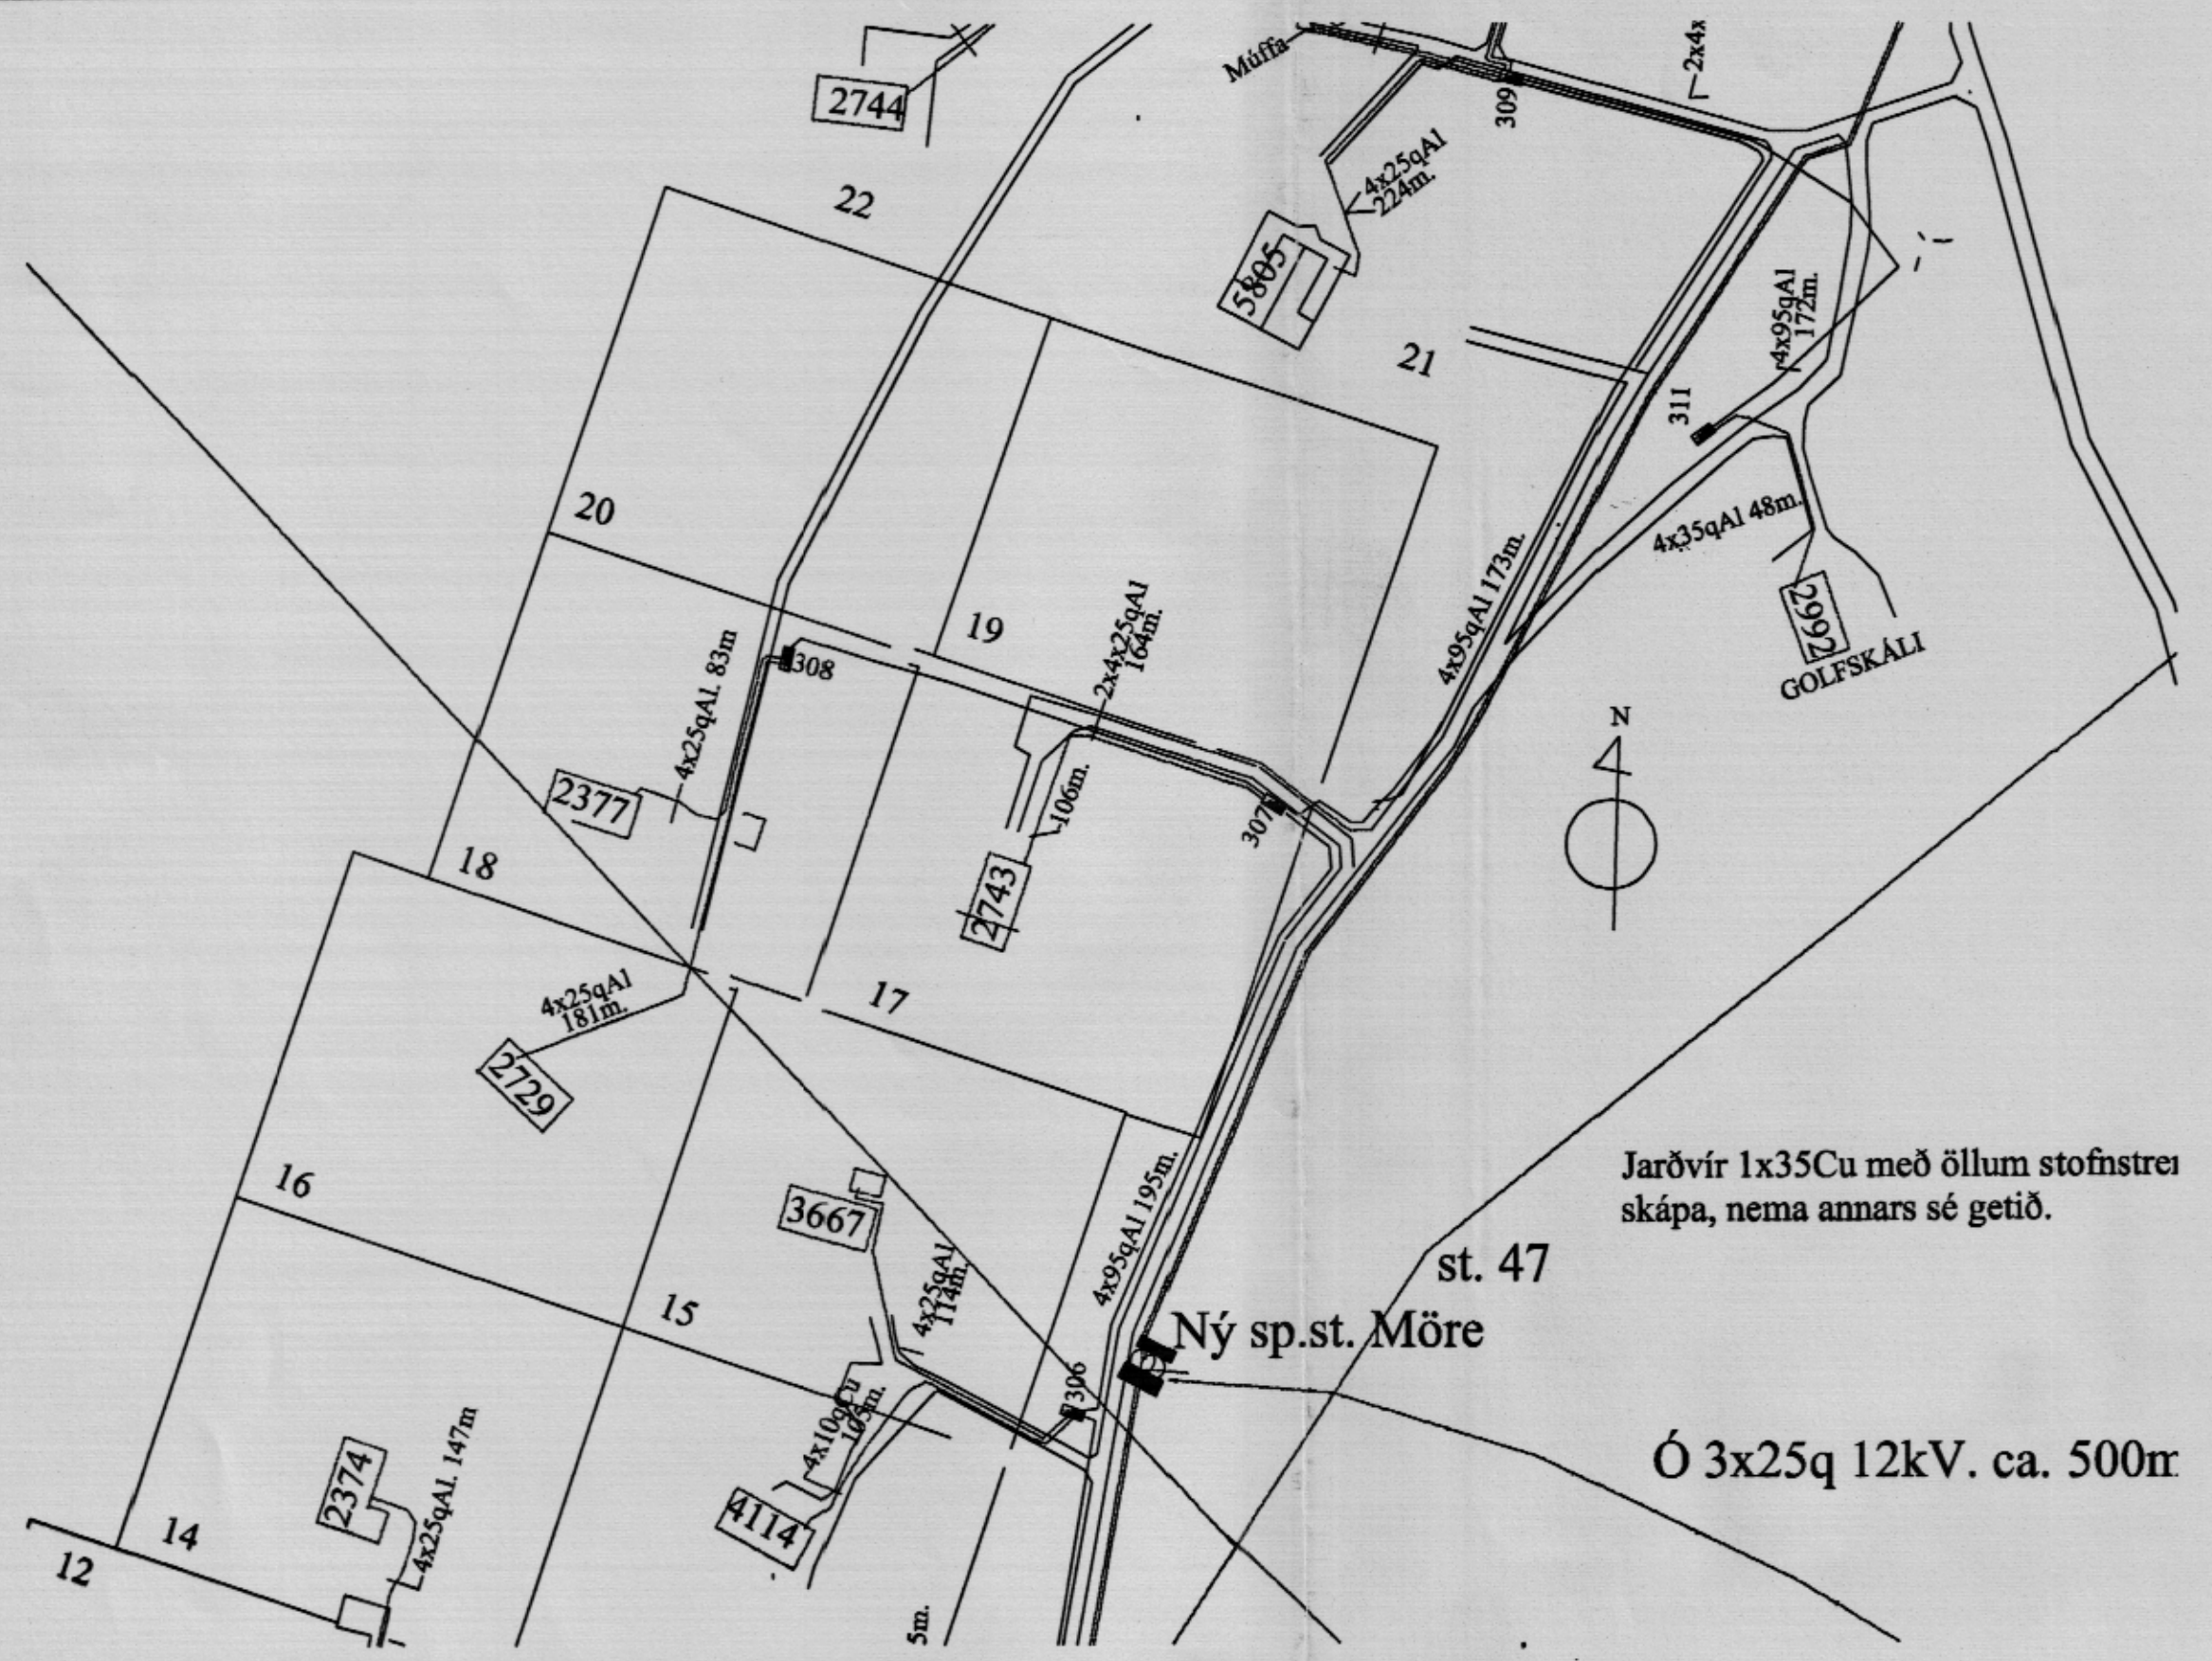 2744
Múffa
309
2x4x
22
4x25qAl
224m.
5805
21
4x95qAl
172m.
311
20
4x35qAl 48m.
4x95qAl 173m.
2992
GOLFSKÁLI
19
2x4x25qAl
164m.
308
4x25qAl. 83m
N
2377
106m.
307
18
2743
17
4x25qAl
181m.
2729
16
3667
4x95qAl 195m.
Jarðvír 1x35Cu með öllum
skápa, nema annars sé getið.
st. 47
4x25qAl
114m.
15
Ný sp.st. Möre
306
4x10qCu
105m.
2374
4x25qAl. 147m
Ó 3x25q 12kV. ca.
4114
14
12
5m.